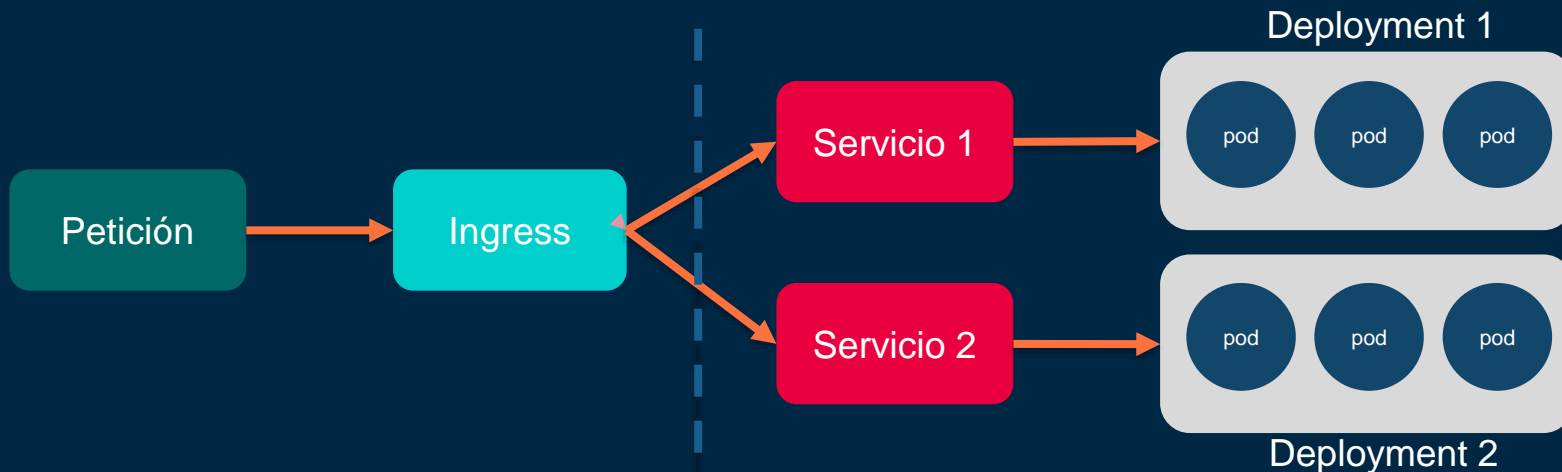 Deployment 1
pod pod pod
Servicio 1
Petición
Ingress
Servicio 2
pod pod pod
Deployment 2